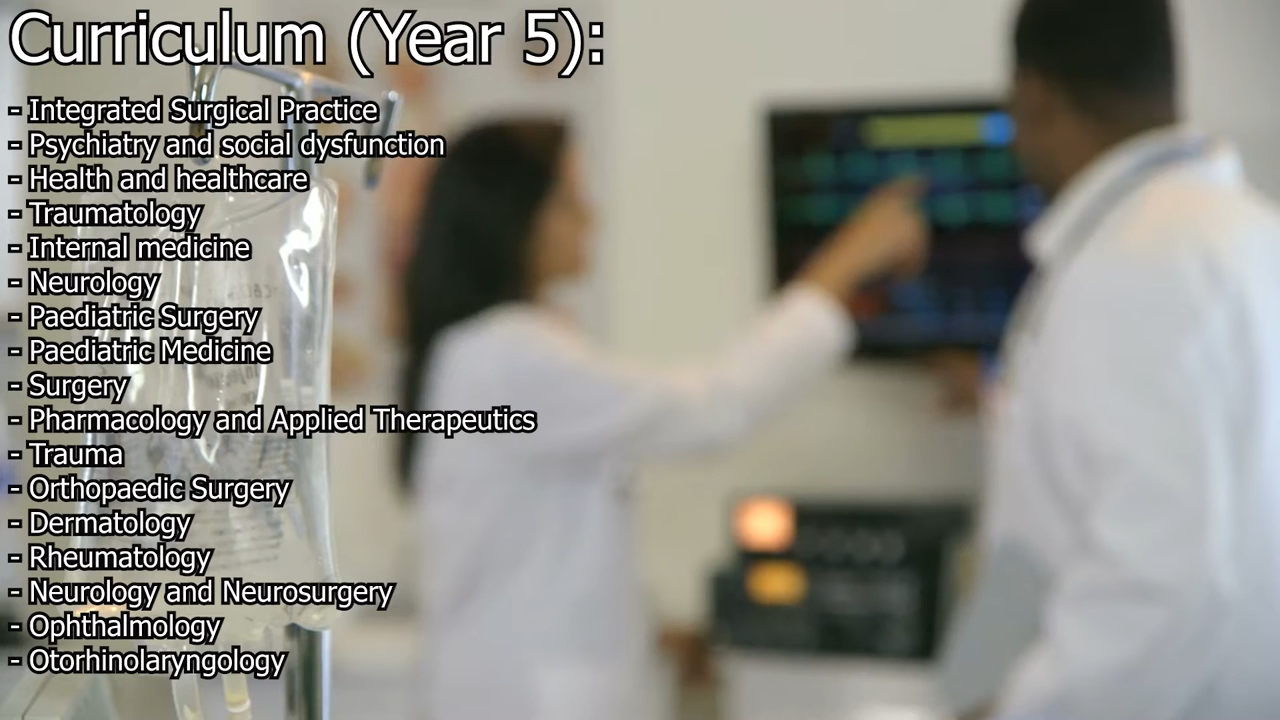 Curriculum (Year 5):
- Integrated Surgical Practice
- Psychiatry and social dysfunction
- Health and healthcare
- Traumatology
- Internal medicine
- Neurology
- Paediatric Surgery
- Paediatric Medicine
- Surgery
- Pharmacology and Applied Therapeutics
- Trauma
- Orthopaedic Surgery
- Dermatology
- Rheumatology
- Neurology and Neurosurgery
- Ophthalmology
- Otorhinolaryngology